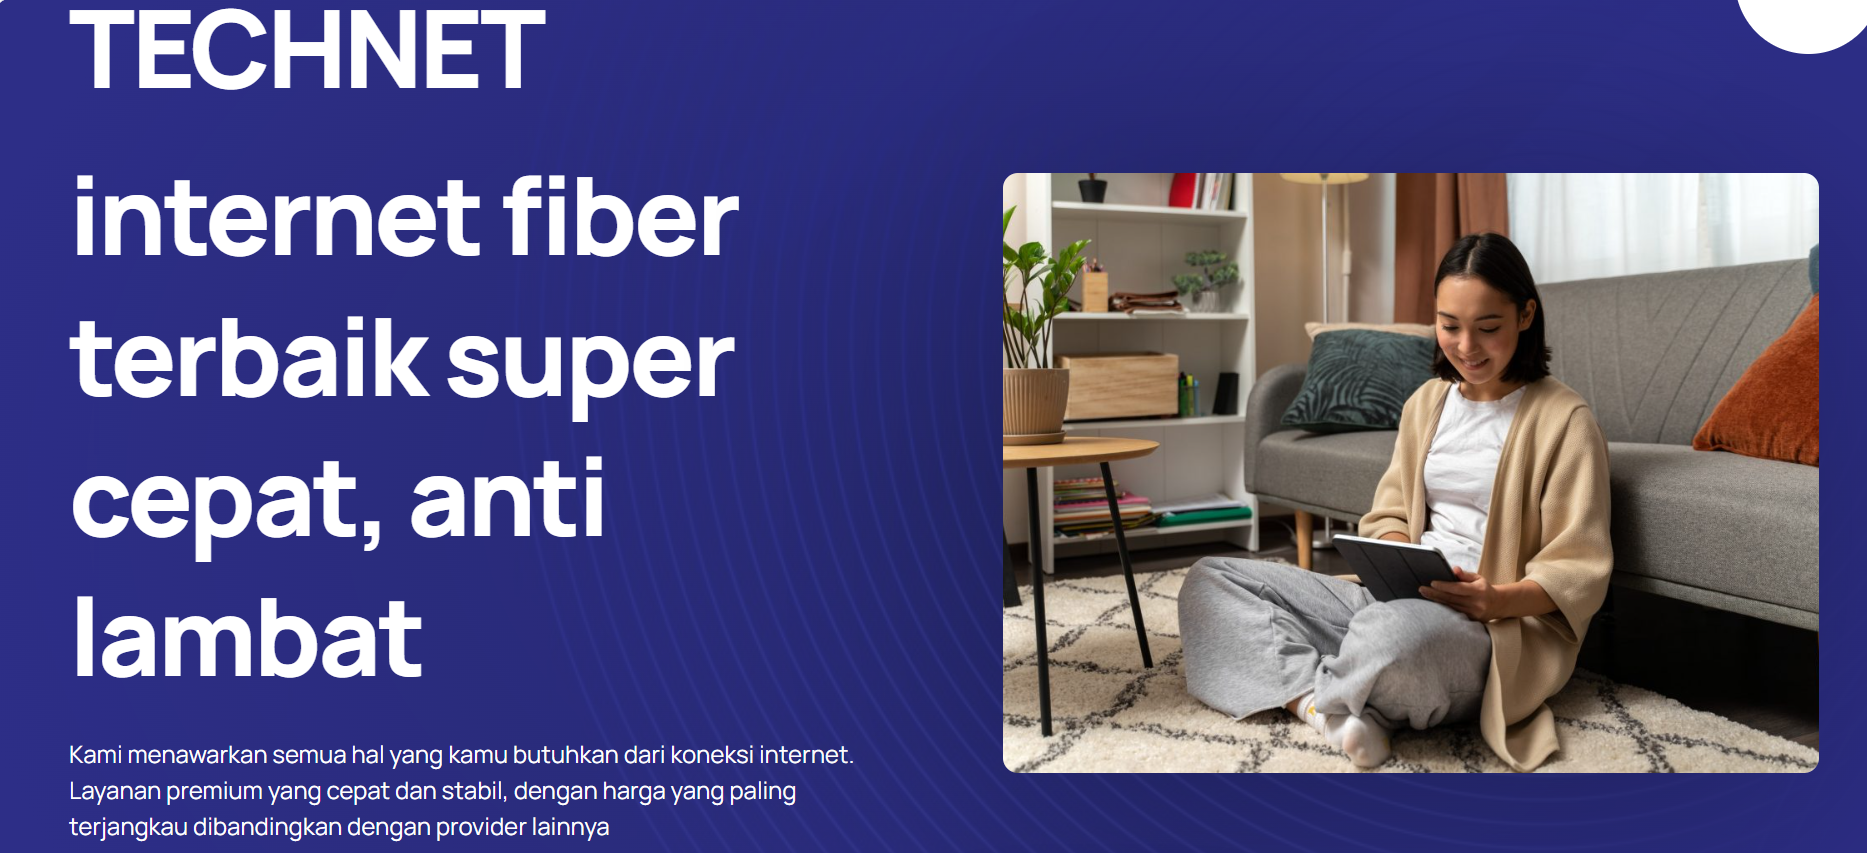 TECHNET
internet fiber
terbaik super
cepat, anti
lambat
Kami menawarkan semua hal yang kamu butuhkan dari koneksi internet.
Layanan premium yang cepat dan stabil, dengan harga yang paling
terjangkau dibandingkan dengan provider lainnya